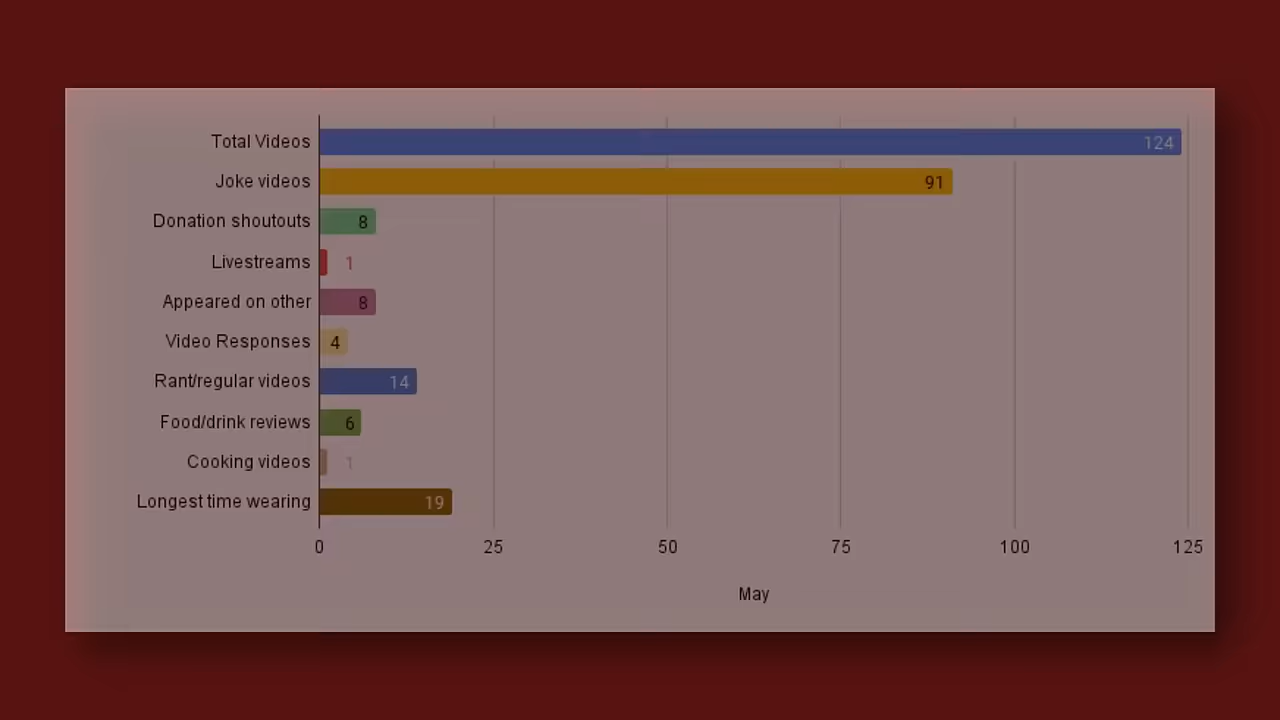 Total Videos 124
Joke videos 91
Donation shoutouts 8
Livestreams 1
Appeared on other 8
Video Responses 4
Rant/regular videos 14
Food/drink reviews 6
Cooking videos 1
Longest time wearing 19
0 25 50 75 100 125
May